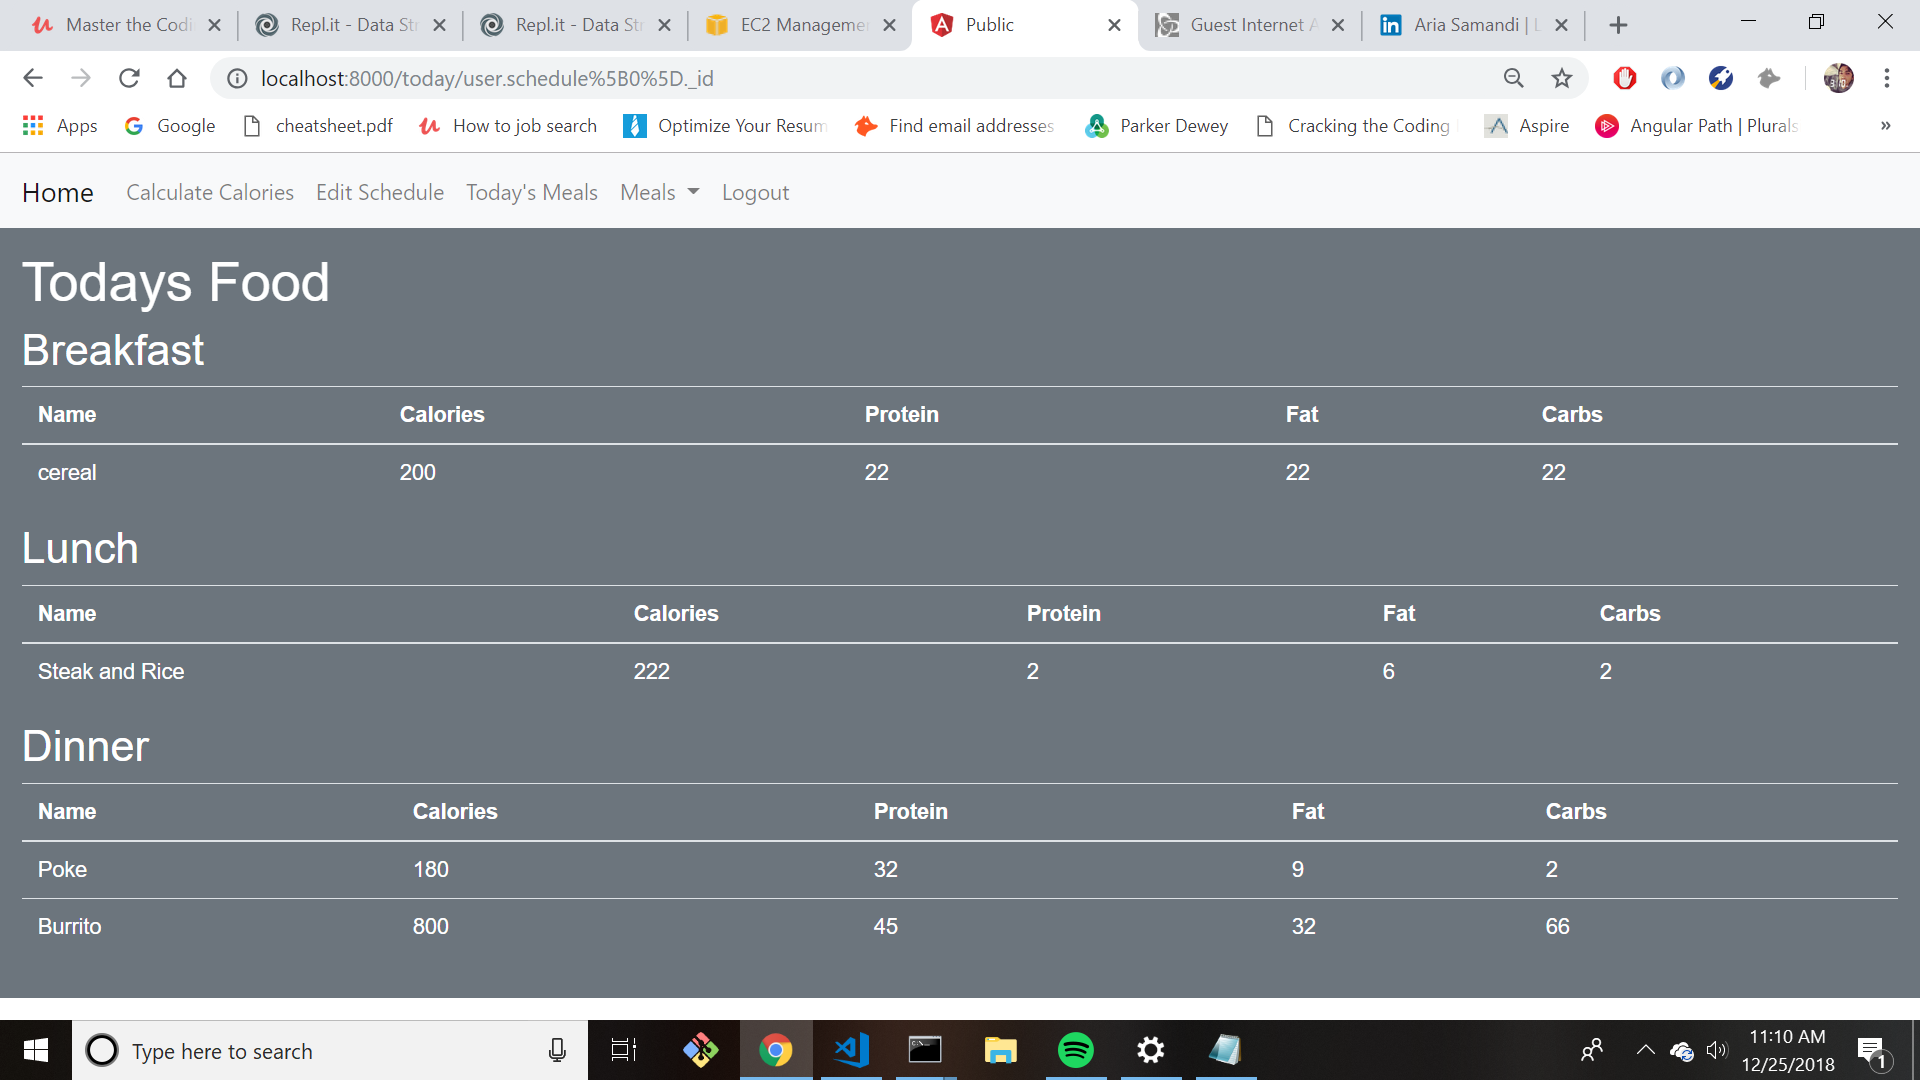 Master the Codi Repl.it - Data Str Repl.it - Data Str EC2 Manageme Public Guest Internet A Aria Samandi | L
localhost:8000/today/user.schedule%5B0%5D._id
Apps Google cheatsheet.pdf How to job search Optimize Your Resum Find email addresses Parker Dewey Cracking the Coding Aspire Angular Path | Plurals »
Home Calculate Calories Edit Schedule Today's Meals Meals Logout
Todays Food
Breakfast
Name Calories Protein Fat Carbs
cereal 200 22 22 22
Lunch
Name Calories Protein Fat Carbs
Steak and Rice 222 2 6 2
Dinner
Name Calories Protein Fat Carbs
Poke 180 32 9 2
Burrito 800 45 32 66
Type here to search
11:10 AM
12/25/2018
1